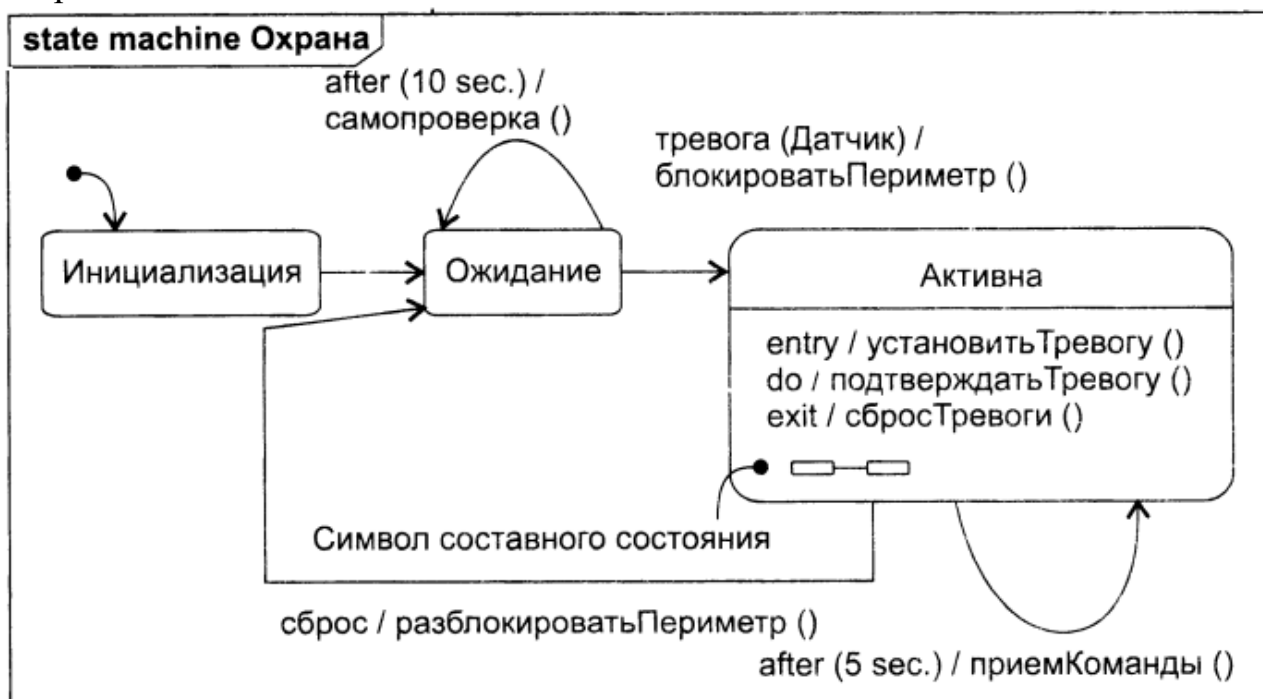 state machine Охрана
after (10 sec.) /
самопроверка ()
тревога (Датчик) /
блокироватьПериметр ()
Инициализация
Ожидание
Активна
entry / установитьТревогу ()
do / подтверждатьТревогу ()
exit / сбросТревоги ()
Символ составного состояния
сброс / разблокироватьПериметр ()
after (5 sec.) / приемКоманды ()